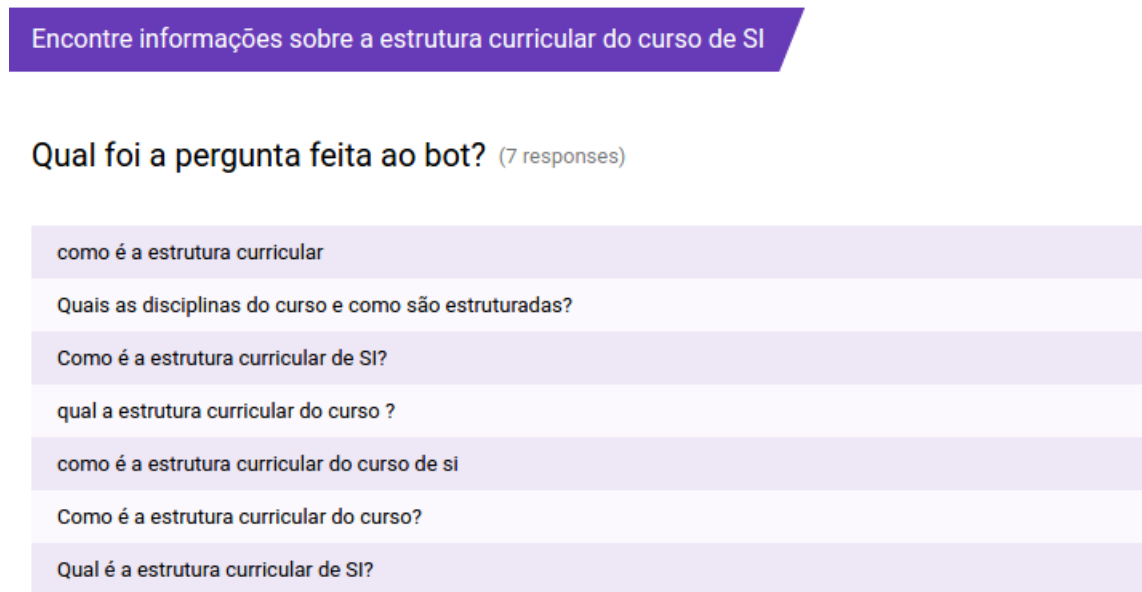 Encontre informações sobre a estrutura curricular do curso de SI
Qual foi a pergunta feita ao bot? (7 responses)
como é a estrutura curricular
Quais as disciplinas do curso e como são estruturadas?
Como é a estrutura curricular de SI?
qual a estrutura curricular do curso ?
como é a estrutura curricular do curso de si
Como é a estrutura curricular do curso?
Qual é a estrutura curricular de SI?